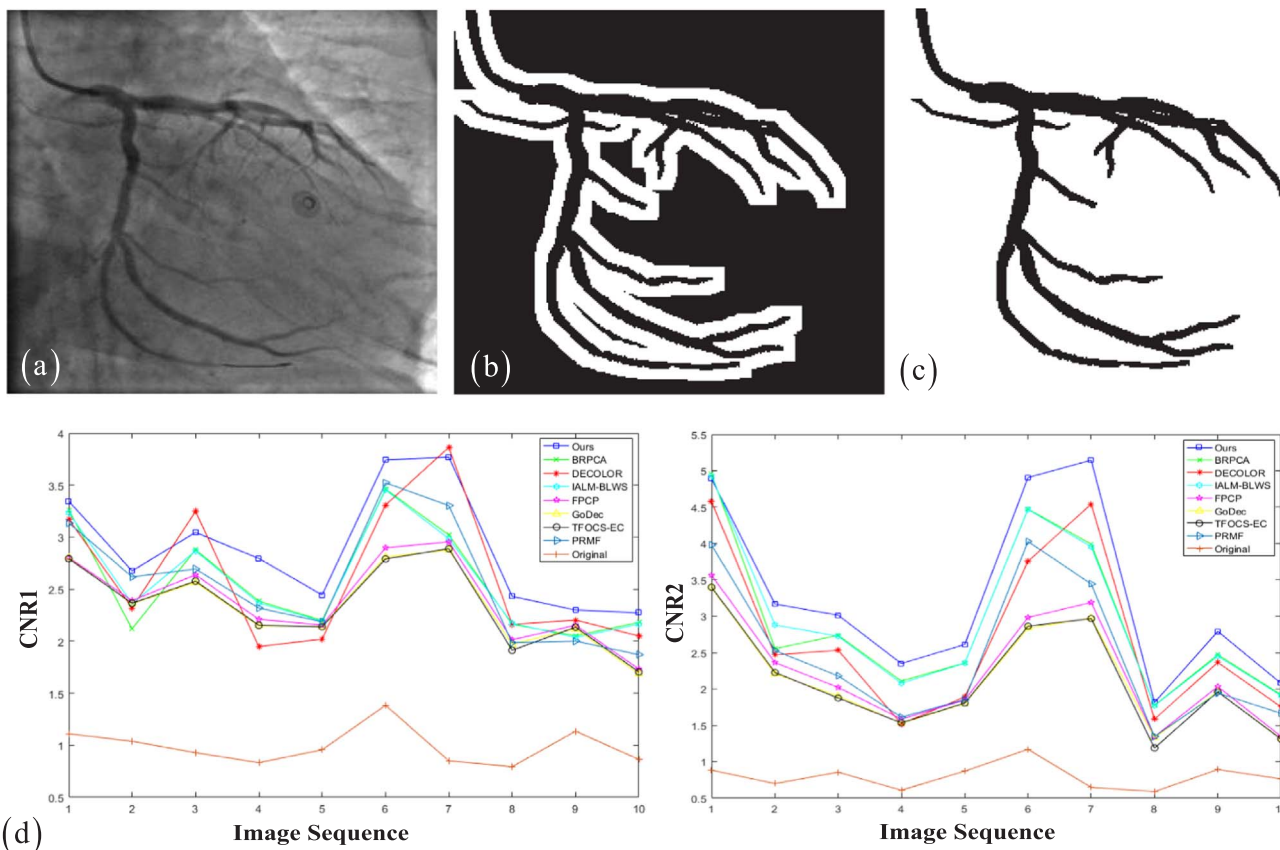 (a)
(b)
(c)
4
3.5
3
2.5
2
1.5
1
0.5
CNR1
1 2 3 4 5 6 7 8 9 10
Image Sequence
Ours
BRPCA
DECOLOR
IALM-BLWS
FPCP
GoDec
TFOCS-EC
PRMF
Original
5.5
5
4.5
4
3.5
3
2.5
2
1.5
1
0.5
CNR2
1 2 3 4 5 6 7 8 9 1
Image Sequence
Ours
BRPCA
DECOLOR
IALM-BLWS
FPCP
GoDec
TFOCS-EC
PRMF
Original
(d)